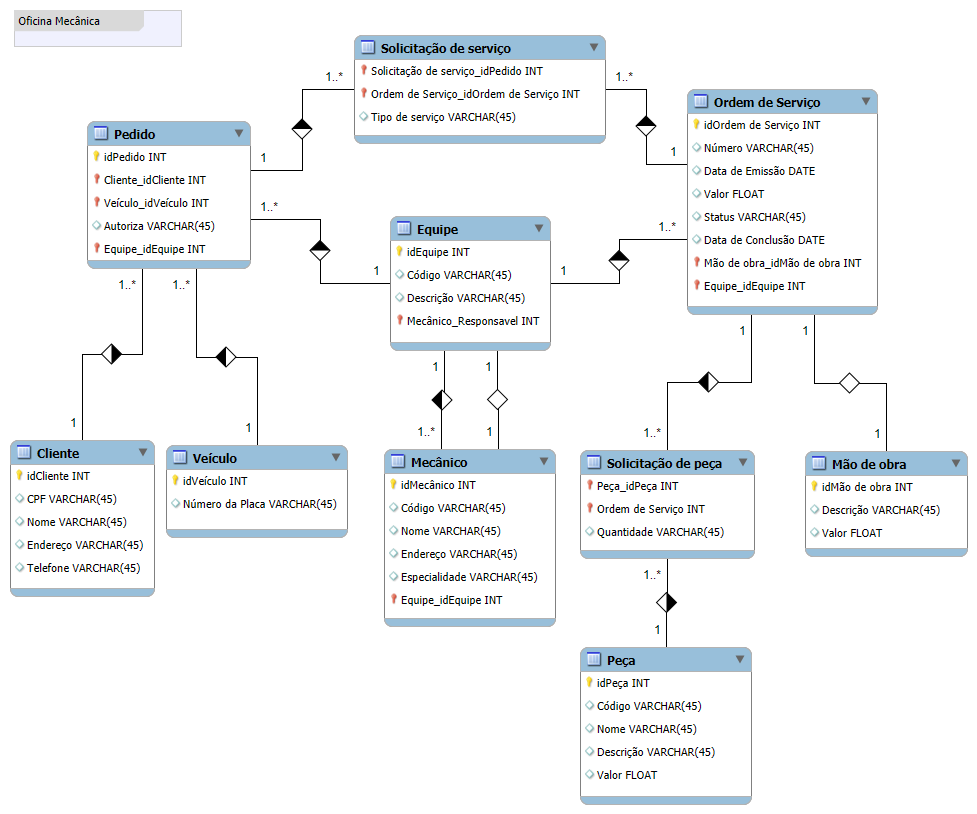 Oficina Mecânica
Solicitação de serviço
Solicitação de serviço_idPedido INT
Ordem de Serviço_idOrdem de Serviço INT
Tipo de serviço VARCHAR(45)
1..*
1..*
1
1
Ordem de Serviço
idOrdem de Serviço INT
Número VARCHAR(45)
Data de Emissão DATE
Valor FLOAT
Status VARCHAR(45)
Data de Conclusão DATE
Mão de obra_idMão de obra INT
Equipe_idEquipe INT
Pedido
idPedido INT
Cliente_idCliente INT
Veículo_idVeículo INT
Autoriza VARCHAR(45)
Equipe_idEquipe INT
1..*
1
1
1..*
Equipe
idEquipe INT
Código VARCHAR(45)
Descrição VARCHAR(45)
Mecânico_Responsavel INT
1..*
1..*
1
1
1
1
1..*
1
1
1
1..*
1
Cliente
idCliente INT
CPF VARCHAR(45)
Nome VARCHAR(45)
Endereço VARCHAR(45)
Telefone VARCHAR(45)
Veículo
idVeículo INT
Número da Placa VARCHAR(45)
Mecânico
idMecânico INT
Código VARCHAR(45)
Nome VARCHAR(45)
Endereço VARCHAR(45)
Especialidade VARCHAR(45)
Equipe_idEquipe INT
Solicitação de peça
Peça_idPeça INT
Ordem de Serviço INT
Quantidade VARCHAR(45)
Mão de obra
idMão de obra INT
Descrição VARCHAR(45)
Valor FLOAT
1..*
1
Peça
idPeça INT
Código VARCHAR(45)
Nome VARCHAR(45)
Descrição VARCHAR(45)
Valor FLOAT